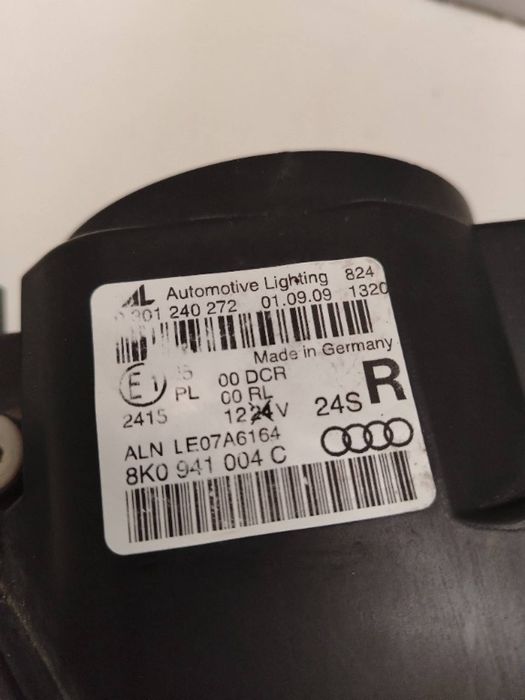 AL Automotive Lighting 824
0 301 240 272 01.09.09 1320
Made in Germany
E1 00 DCR
PL 00 RL
2415 1224V 24S R
ALN LE07A6164
8K0 941 004 C